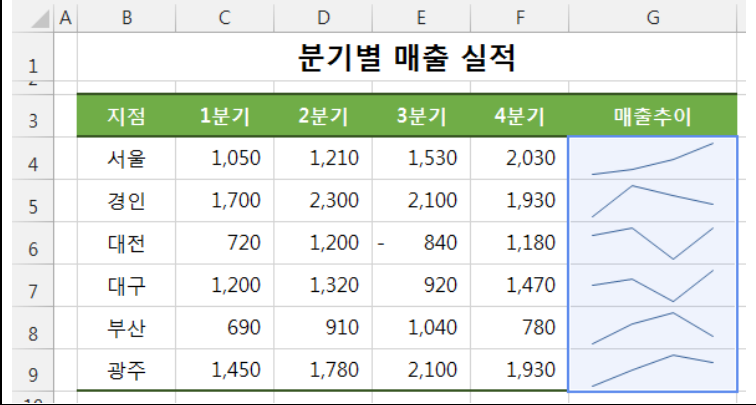 A B C D E F G
1 분기별 매출 실적
2
3 지점 1분기 2분기 3분기 4분기 매출추이
4 서울 1,050 1,210 1,530 2,030
5 경인 1,700 2,300 2,100 1,930
6 대전 720 1,200 - 840 1,180
7 대구 1,200 1,320 920 1,470
8 부산 690 910 1,040 780
9 광주 1,450 1,780 2,100 1,930
10